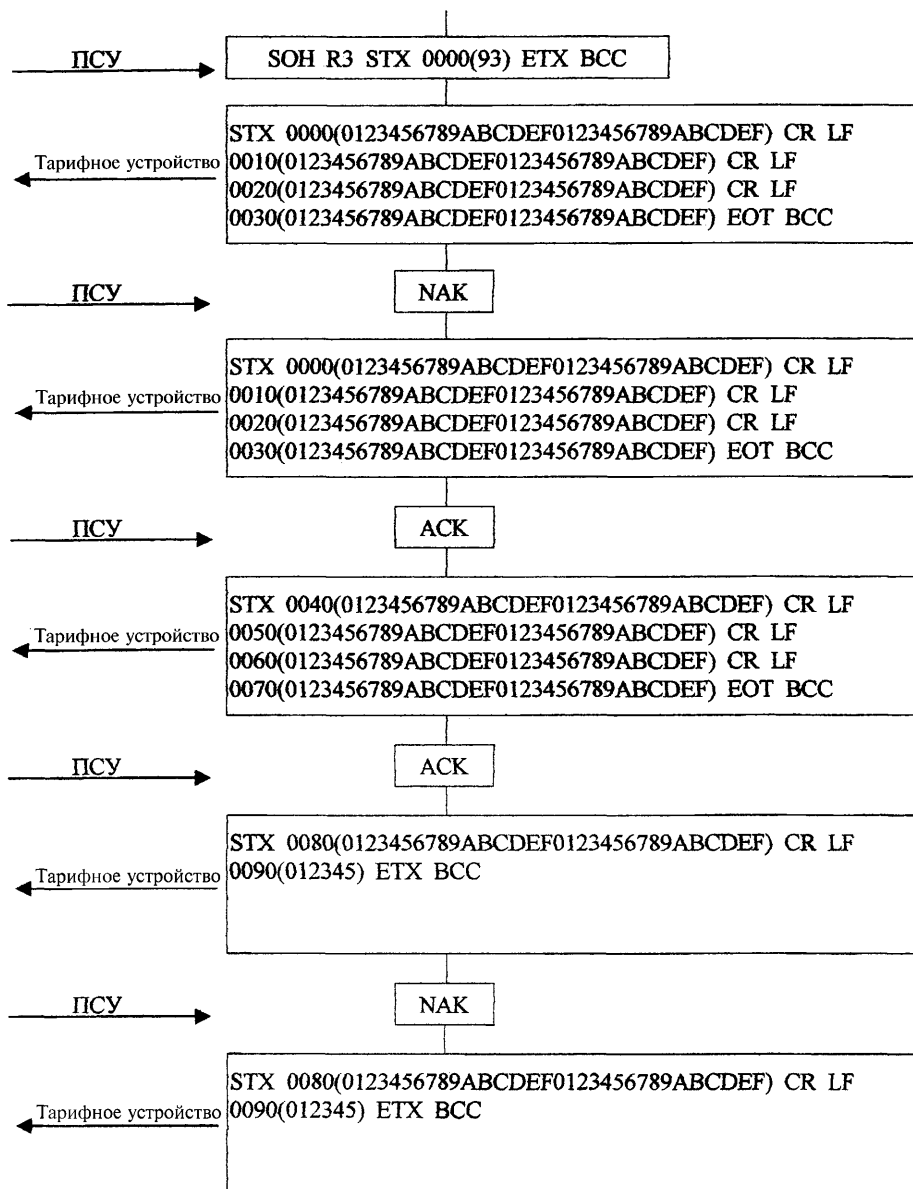 ПСУ
SOH R3 STX 0000(93) ETX BCC
STX 0000(0123456789ABCDEF0123456789ABCDEF) CR LF
Тарифное устройство
0010(0123456789ABCDEF0123456789ABCDEF) CR LF
0020(0123456789ABCDEF0123456789ABCDEF) CR LF
0030(0123456789ABCDEF0123456789ABCDEF) EOT BCC
ПСУ
NAK
STX 0000(0123456789ABCDEF0123456789ABCDEF) CR LF
Тарифное устройство
0010(0123456789ABCDEF0123456789ABCDEF) CR LF
0020(0123456789ABCDEF0123456789ABCDEF) CR LF
0030(0123456789ABCDEF0123456789ABCDEF) EOT BCC
ПСУ
ACK
STX 0040(0123456789ABCDEF0123456789ABCDEF) CR LF
Тарифное устройство
0050(0123456789ABCDEF0123456789ABCDEF) CR LF
0060(0123456789ABCDEF0123456789ABCDEF) CR LF
0070(0123456789ABCDEF0123456789ABCDEF) EOT BCC
ПСУ
ACK
STX 0080(0123456789ABCDEF0123456789ABCDEF) CR LF
Тарифное устройство
0090(012345) ETX BCC
ПСУ
NAK
STX 0080(0123456789ABCDEF0123456789ABCDEF) CR LF
Тарифное устройство
0090(012345) ETX BCC